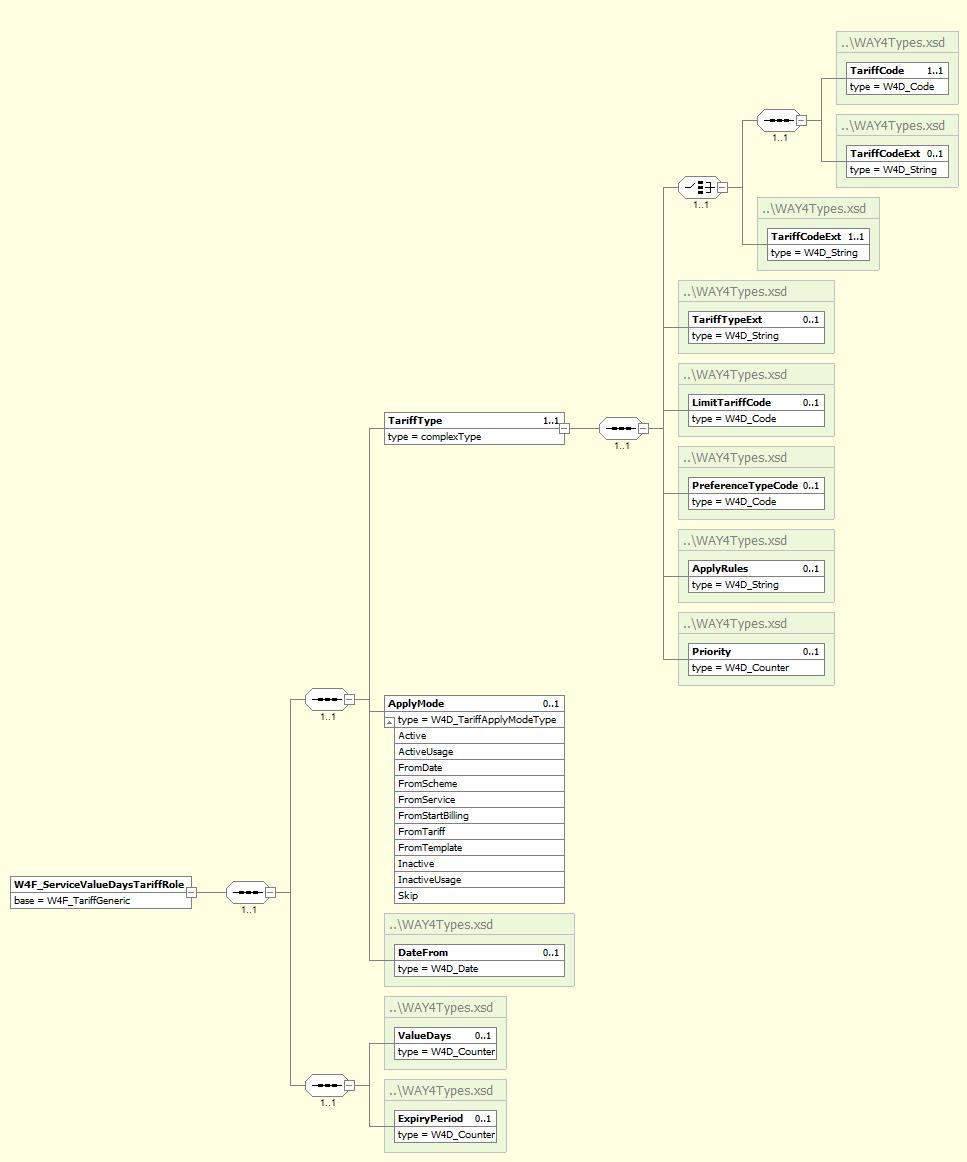 ..\WAY4Types.xsd
TariffCode 1..1
type = W4D_Code
1..1
..\WAY4Types.xsd
TariffCodeExt 0..1
type = W4D_String
1..1
..\WAY4Types.xsd
TariffCodeExt 1..1
type = W4D_String
..\WAY4Types.xsd
TariffTypeExt 0..1
type = W4D_String
..\WAY4Types.xsd
LimitTariffCode 0..1
type = W4D_Code
TariffType 1..1
type = complexType
1..1
..\WAY4Types.xsd
PreferenceTypeCode 0..1
type = W4D_Code
..\WAY4Types.xsd
ApplyRules 0..1
type = W4D_String
..\WAY4Types.xsd
Priority 0..1
type = W4D_Counter
1..1
ApplyMode 0..1
type = W4D_TariffApplyModeType
Active
ActiveUsage
FromDate
FromScheme
FromService
FromStartBilling
FromTariff
FromTemplate
Inactive
InactiveUsage
Skip
W4F_ServiceValueDaysTariffRole
base = W4F_TariffGeneric
1..1
..\WAY4Types.xsd
DateFrom 0..1
type = W4D_Date
..\WAY4Types.xsd
ValueDays 0..1
type = W4D_Counter
1..1
..\WAY4Types.xsd
ExpiryPeriod 0..1
type = W4D_Counter